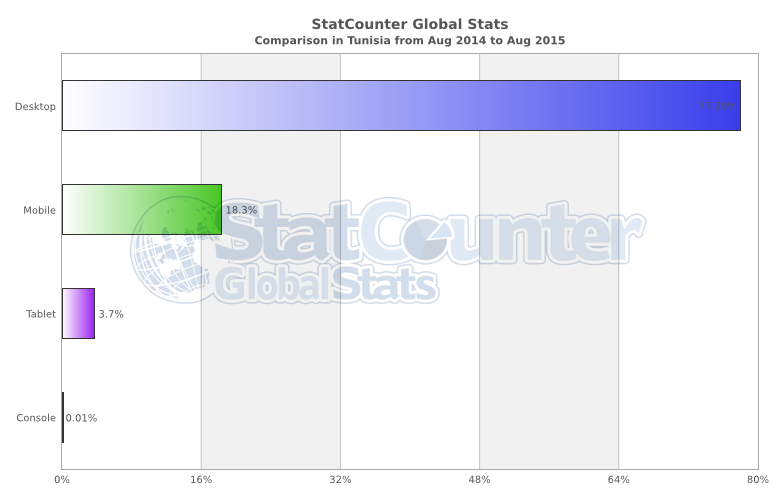 StatCounter Global Stats
Comparison in Tunisia from Aug 2014 to Aug 2015
Desktop
Mobile
18.3%
StatCounter
GlobalStats
Tablet
3.7%
Console
0.01%
0%
16%
32%
48%
64%
80%